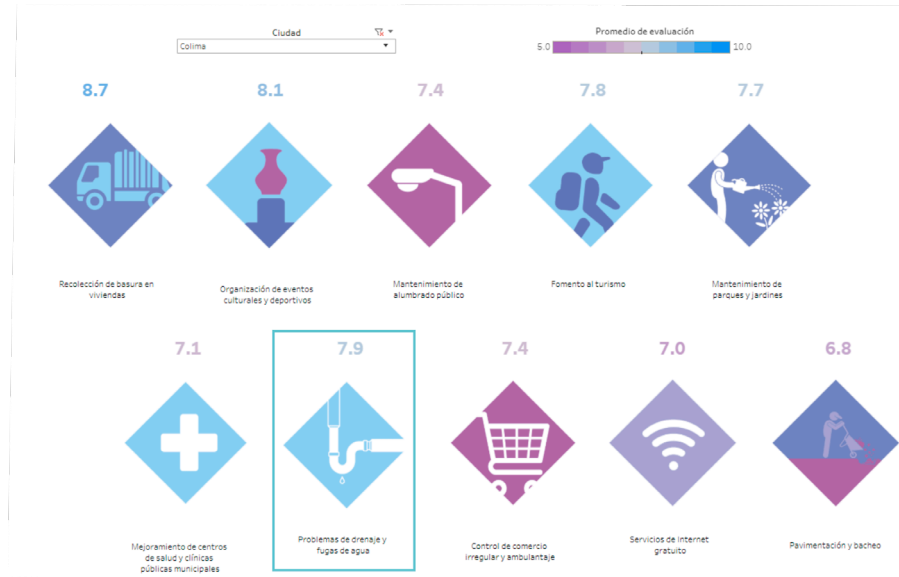 Ciudad
Colima
Promedio de evaluación
5.0 10.0
8.7
8.1
7.4
7.8
7.7
Recolección de basura en
viviendas
Organización de eventos
culturales y deportivos
Mantenimiento de
alumbrado público
Fomento al turismo
Mantenimiento de
parques y jardines
7.1
7.9
7.4
7.0
6.8
Mejoramiento de centros
de salud y clínicas
públicas municipales
Problemas de drenaje y
fugas de agua
Control de comercio
irregular y ambulantaje
Servicios de internet
gratuito
Pavimentación y bacheo